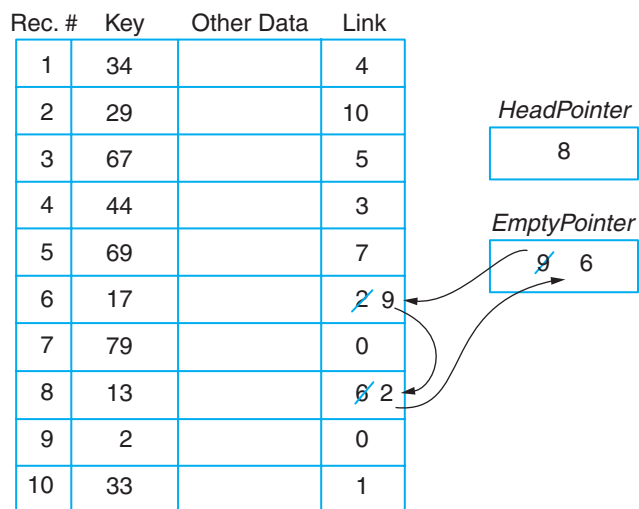 Rec. # Key Other Data Link
1 34 4
2 29 10
HeadPointer
3 67 5
8
4 44 3
EmptyPointer
5 69 7
9 6
6 17 2 9
7 79 0
8 13 6 2
9 2 0
10 33 1